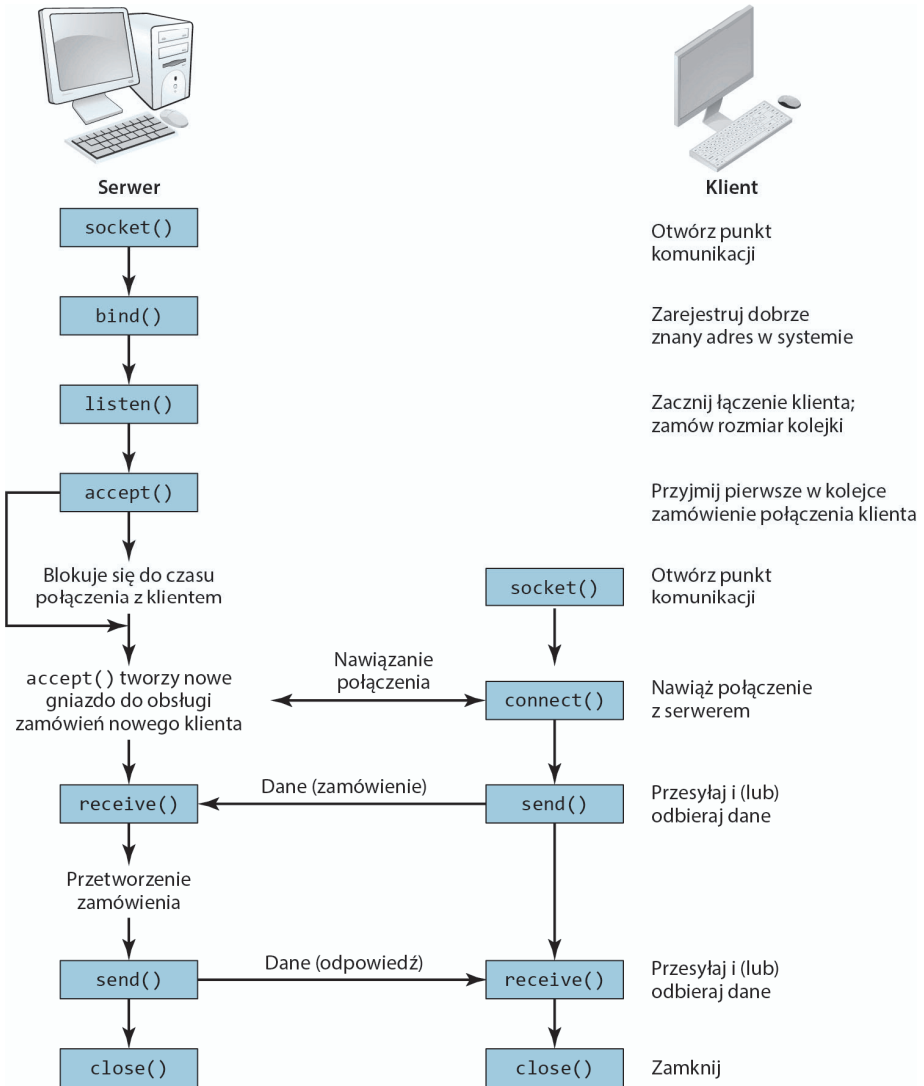 Serwer
Klient
socket()
Otwórz punkt
komunikacji
bind()
Zarejestruj dobrze
znany adres w systemie
listen()
Zacznij łączenie klienta;
zamów rozmiar kolejki
accept()
Przyjmij pierwsze w kolejce
zamówienie połączenia klienta
Blokuje się do czasu
połączenia z klientem
socket()
Otwórz punkt
komunikacji
accept() tworzy nowe
gniazdo do obsługi
zamówień nowego klienta
Nawiązanie
połączenia
connect()
Nawiąż połączenie
z serwerem
receive()
Dane (zamówienie)
send()
Przesyłaj i (lub)
odbieraj dane
Przetworzenie
zamówienia
send()
Dane (odpowiedź)
receive()
Przesyłaj i (lub)
odbieraj dane
close()
close()
Zamknij